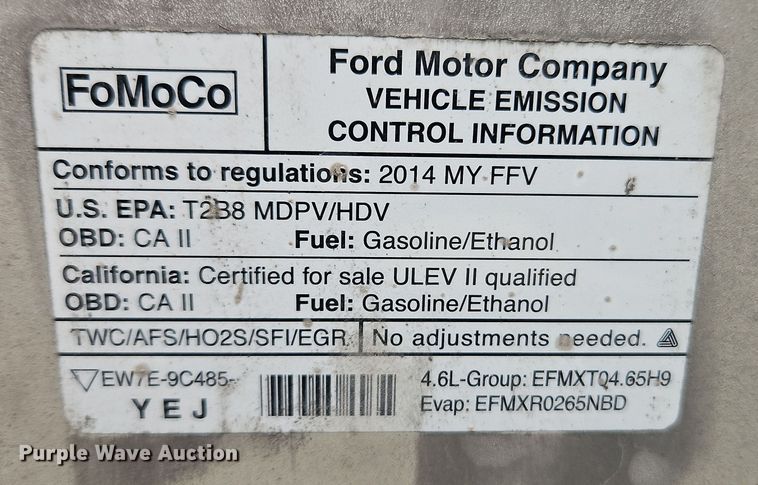 FoMoCo
Ford Motor Company
VEHICLE EMISSION
CONTROL INFORMATION
Conforms to regulations: 2014 MY FFV
U.S. EPA: T2B8 MDPV/HDV
OBD: CA II Fuel: Gasoline/Ethanol
California: Certified for sale ULEV II qualified
OBD: CA II Fuel: Gasoline/Ethanol
TWC/AFS/HO2S/SFI/EGR No adjustments needed.
EW7E-9C485-
YEJ
4.6L-Group: EFMXT04.65H9
Evap: EFMXR0265NBD
Purple Wave Auction